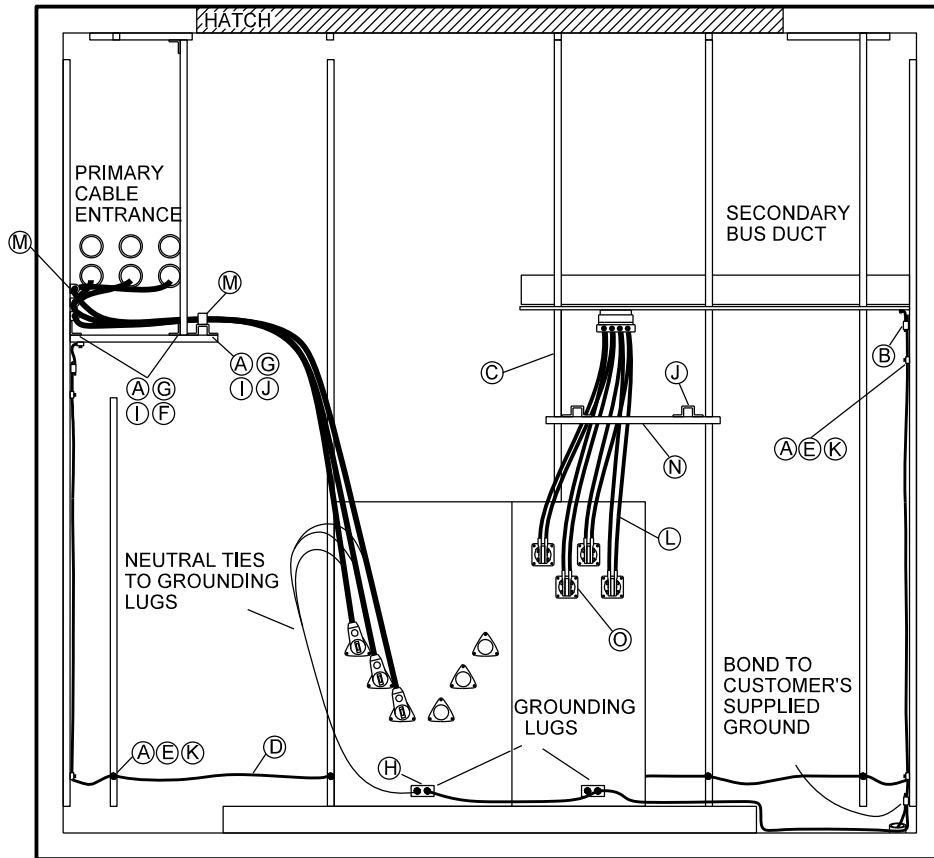 HATCH
PRIMARY
CABLE
ENTRANCE
SECONDARY
BUS DUCT
M
M
A G
I F
A G
I J
C
J
B
N
A E K
L
O
NEUTRAL TIES
TO GROUNDING
LUGS
BOND TO
CUSTOMER'S
SUPPLIED
GROUND
GROUNDING
LUGS
A E K
D
H